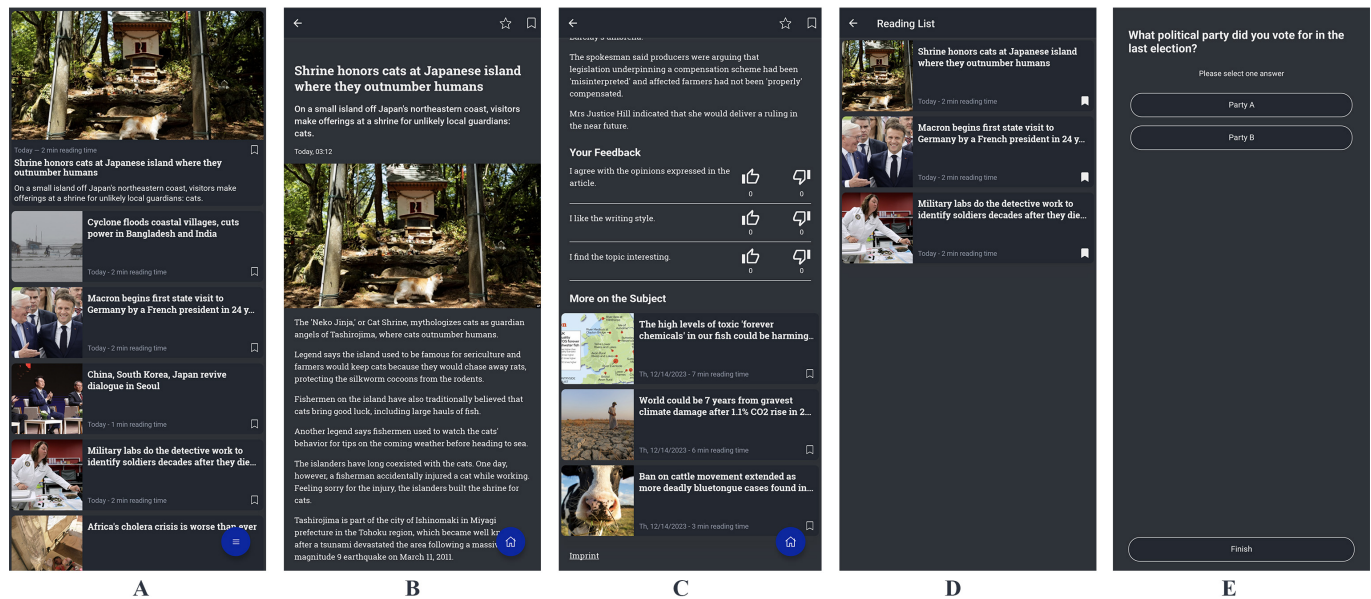 Today – 2 min reading time
Shrine honors cats at Japanese island where they
outnumber humans
On a small island off Japan's northeastern coast, visitors make
offerings at a shrine for unlikely local guardians: cats.
Cyclone floods coastal villages, cuts
power in Bangladesh and India
Today - 2 min reading time
Macron begins first state visit to
Germany by a French president in 24 y...
Today - 2 min reading time
China, South Korea, Japan revive
dialogue in Seoul
Today - 1 min reading time
Military labs do the detective work to
identify soldiers decades after they die...
Today - 2 min reading time
Africa's cholera crisis is worse than ever
A
Shrine honors cats at Japanese island
where they outnumber humans
On a small island off Japan's northeastern coast, visitors
make offerings at a shrine for unlikely local guardians:
cats.
Today, 03:12
The 'Neko Jinja,' or Cat Shrine, mythologizes cats as guardian
angels of Tashirojima, where cats outnumber humans.
Legend says the island used to be famous for sericulture and
farmers would keep cats because they would chase away rats,
protecting the silkworm cocoons from the rodents.
Fishermen on the island have also traditionally believed that
cats bring good luck, including large hauls of fish.
Another legend says fishermen used to watch the cats'
behavior for tips on the coming weather before heading to sea.
The islanders have long coexisted with the cats. One day,
however, a fisherman accidentally injured a cat while working.
Feeling sorry for the injury, the islanders built the shrine for
cats.
Tashirojima is part of the city of Ishinomaki in Miyagi
prefecture in the Tohoku region, which became well
after a tsunami devastated the area following a
magnitude 9 earthquake on March 11, 2011.
B
The spokesman said producers were arguing that
legislation underpinning a compensation scheme had been
'misinterpreted' and affected farmers had not been 'properly
compensated.
Mrs Justice Hill indicated that she would deliver a ruling in
the near future.
Your Feedback
I agree with the opinions expressed in the
article.
0
0
I like the writing style.
0
0
I find the topic interesting.
0
0
More on the Subject
The high levels of toxic 'forever
chemicals' in our fish could be harming...
Th, 12/14/2023 - 7 min reading time
World could be 7 years from gravest
climate damage after 1.1% CO2 rise in 2...
Th, 12/14/2023 - 6 min reading time
Ban on cattle movement extended as
more deadly bluetongue cases found in...
Th, 12/14/2023 - 3 min reading time
Imprint
C
Reading List
Shrine honors cats at Japanese island
where they outnumber humans
Today - 2 min reading time
Macron begins first state visit to
Germany by a French president in 24 y...
Today - 2 min reading time
Military labs do the detective work to
identify soldiers decades after they die...
Today - 2 min reading time
D
What political party did you vote for in the
last election?
Please select one answer
Party A
Party B
Finish
E